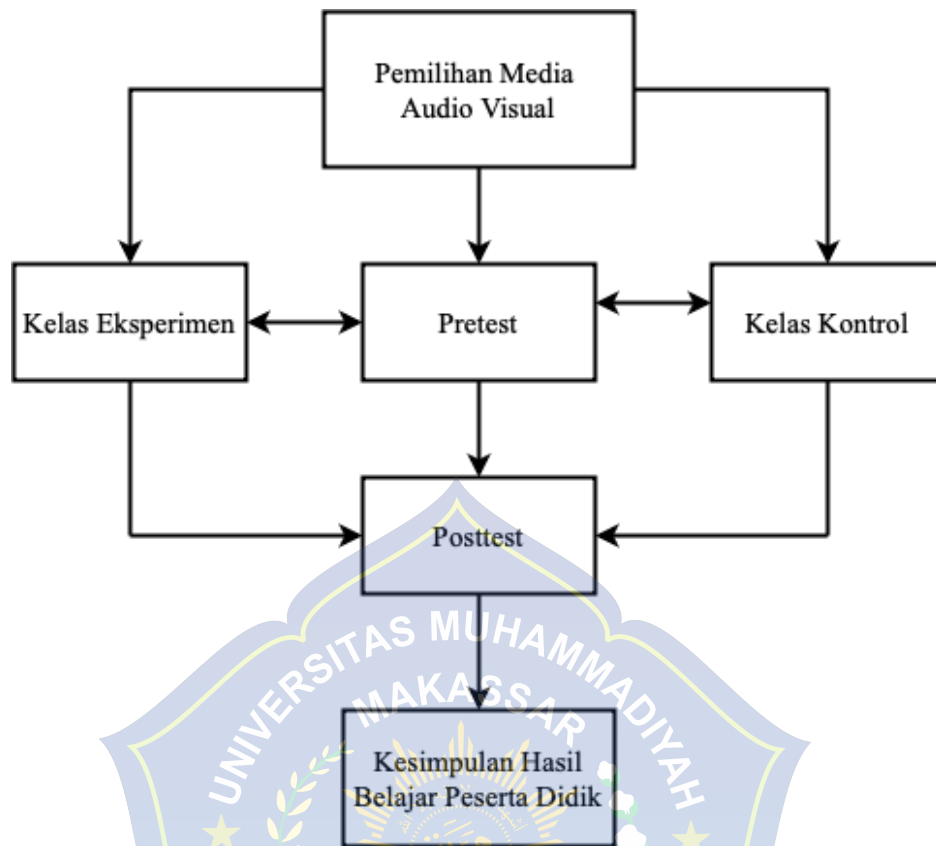 Pemilihan Media
Audio Visual
Kelas Eksperimen
Pretest
Kelas Kontrol
Posttest
UNIVERSITAS MUHAMMADIYAH
MAKASSAR
Kesimpulan Hasil
Belajar Peserta Didik